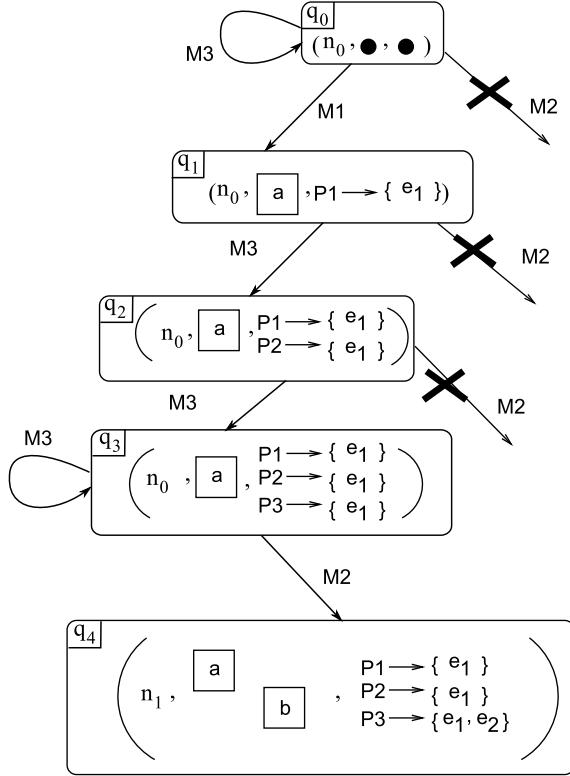 q0
M3
(n0, ●, ●)
M2
M1
q1
(n0, a, P1 → { e1 })
M3
M2
q2
P1 → { e1 }
(n0, a, )
P2 → { e1 }
M3
M2
M3
q3
P1 → { e1 }
(n0, a, P2 → { e1 })
P3 → { e1 }
M2
q4
a
P1 → { e1 }
(n1, , P2 → { e1 })
b
P3 → {e1, e2}